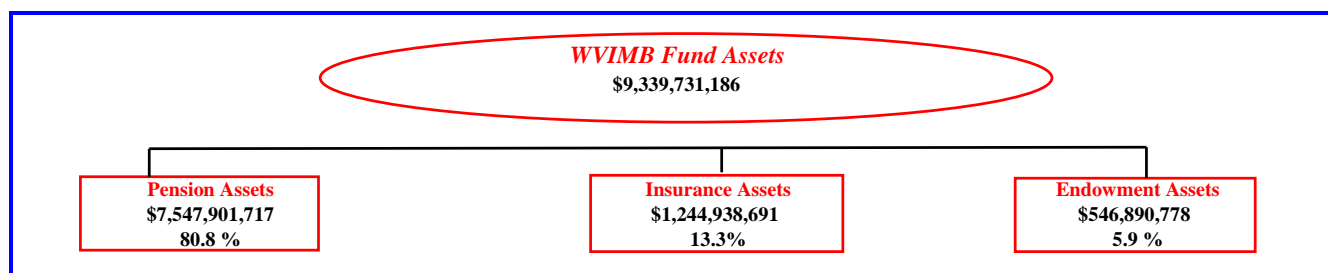 WVIMB Fund Assets
$9,339,731,186
Pension Assets
$7,547,901,717
80.8 %
Insurance Assets
$1,244,938,691
13.3%
Endowment Assets
$546,890,778
5.9 %